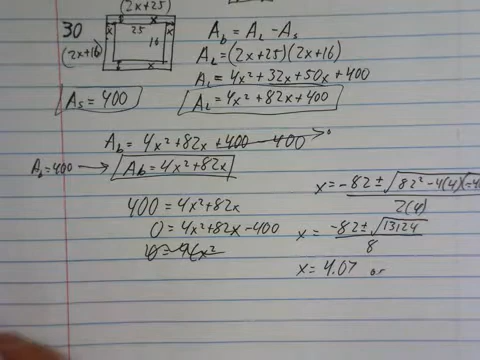 (2x+25)
30
x 25 x
16
(2x+16)
x
A_b = A_L - A_s
A_L = (2x+25)(2x+16)
A_L = 4x² + 32x + 50x + 400
A_s = 400
A_L = 4x² + 82x + 400
A_b = 4x² + 82x + 400 - 400 → 0
A_b = 400 → A_b = 4x² + 82x
400 = 4x² + 82x
0 = 4x² + 82x - 400
x = -82 ± √82² - 4(4)(-40
2(4)
x = -82 ± √13124
8
x = 4.07 or